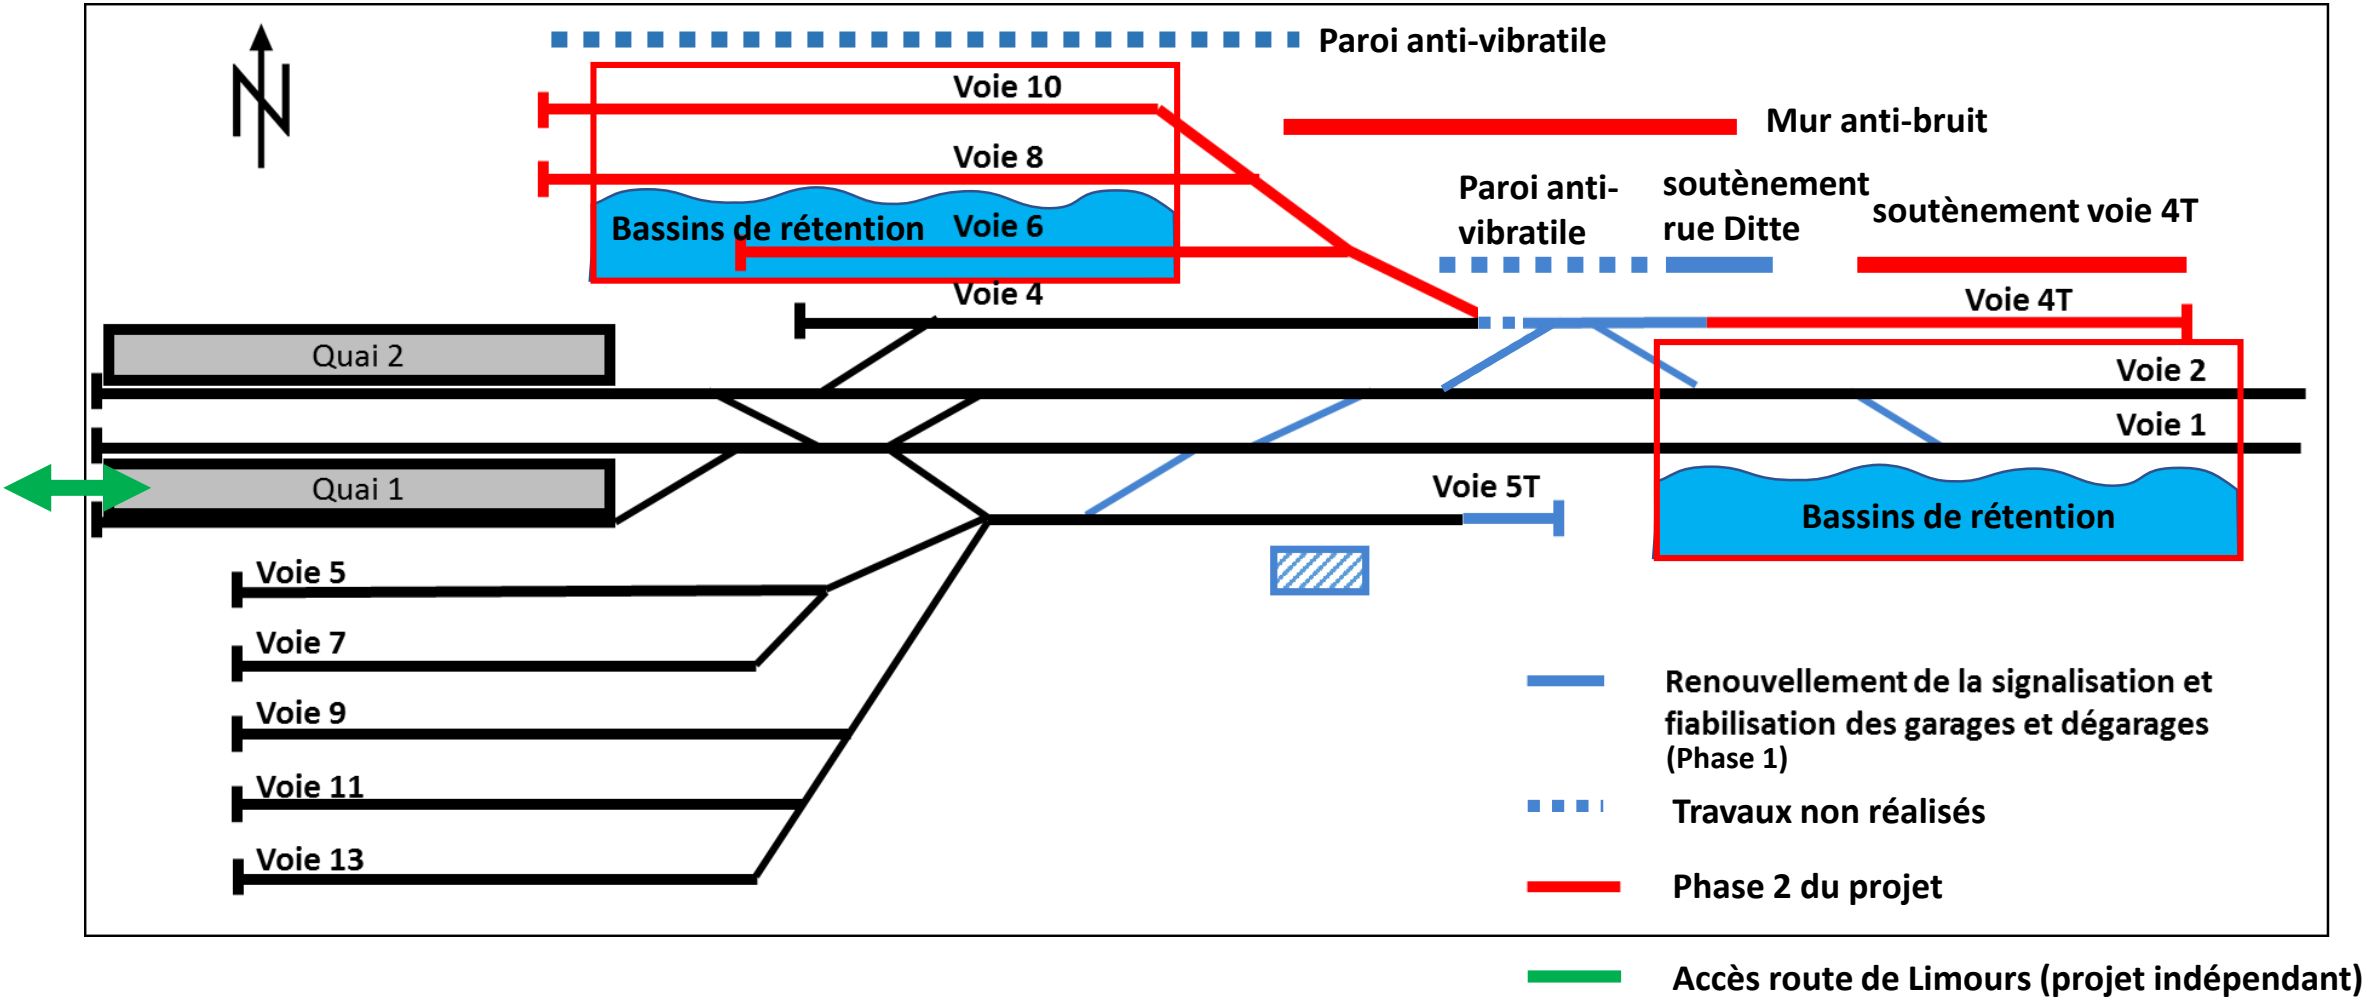 Paroi anti-vibratile
N
Voie 10
Mur anti-bruit
Voie 8
Paroi anti-
vibratile
soutènement
rue Ditte
soutènement voie 4T
Bassins de rétention
Voie 6
Voie 4
Voie 4T
Quai 2
Voie 2
Voie 1
Quai 1
Voie 5T
Bassins de rétention
Voie 5
Voie 7
Voie 9
Voie 11
Voie 13
Renouvellement de la signalisation et
fiabilisation des garages et dégarages
(Phase 1)
Travaux non réalisés
Phase 2 du projet
Accès route de Limours (projet indépendant)